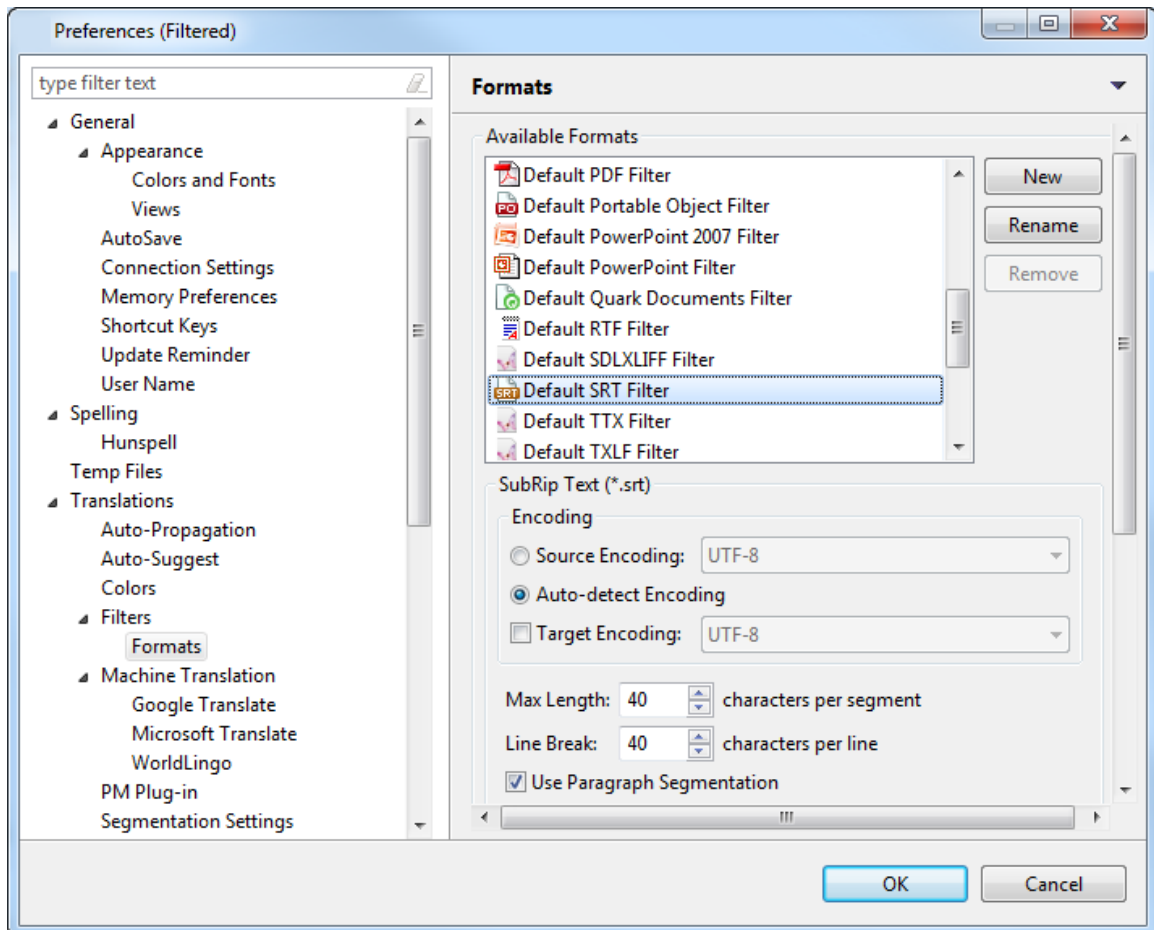 Preferences (Filtered)
type filter text
General
Appearance
Colors and Fonts
Views
AutoSave
Connection Settings
Memory Preferences
Shortcut Keys
Update Reminder
User Name
Spelling
Hunspell
Temp Files
Translations
Auto-Propagation
Auto-Suggest
Colors
Filters
Formats
Machine Translation
Google Translate
Microsoft Translate
WorldLingo
PM Plug-in
Segmentation Settings
Formats
Available Formats
Default PDF Filter
PO Default Portable Object Filter
Default PowerPoint 2007 Filter
Default PowerPoint Filter
Default Quark Documents Filter
Default RTF Filter
Default SDLXLIFF Filter
SRT Default SRT Filter
Default TTX Filter
Default TXLF Filter
New
Rename
Remove
SubRip Text (*.srt)
Encoding
Source Encoding: UTF-8
Auto-detect Encoding
Target Encoding: UTF-8
Max Length: 40 characters per segment
Line Break: 40 characters per line
Use Paragraph Segmentation
OK Cancel